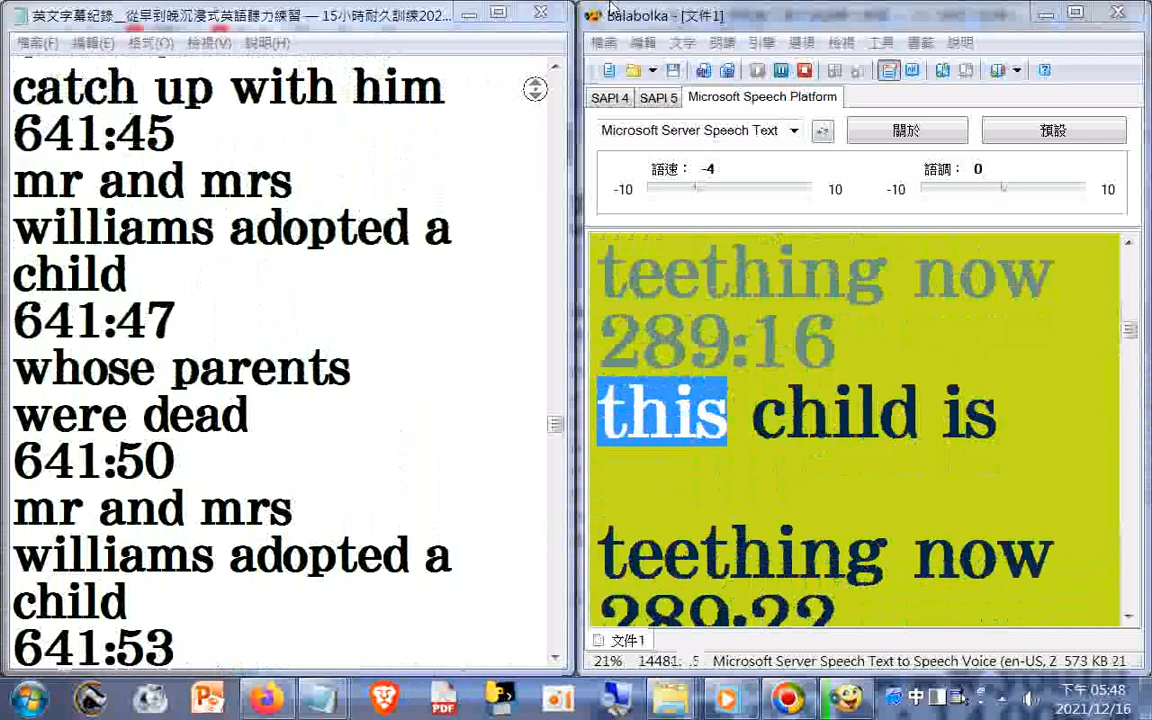 英文字幕紀錄__從早到晚沉浸式英語聽力練習 — 15小時耐久訓練202...
檔案(F) 編輯(E) 格式(O) 檢視(V) 說明(H)
catch up with him
641:45
mr and mrs
williams adopted a
child
641:47
whose parents
were dead
641:50
mr and mrs
williams adopted a
child
641:53
Balabolka - [文件1]
檔案 編輯 文字 朗讀 引擎 選項 檢視 工具 書籤 說明
SAPI 4 SAPI 5 Microsoft Speech Platform
Microsoft Server Speech Text
關於 預設
語速: -4 語調: 0
-10 10 -10 10
teething now
289:16
this child is
teething now
289:22
文件1
21% Microsoft Server Speech Text to Speech Voice (en-US, Z 573 KB 21
PDF
中
下午 05:48
2021/12/16